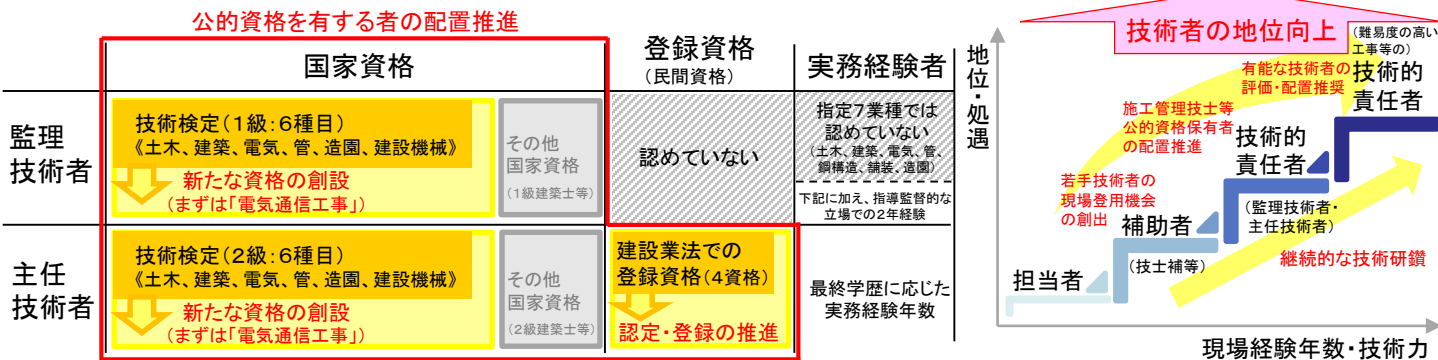 公的資格を有する者の配置推進
国家資格
登録資格
(民間資格)
実務経験者
監理
技術者
技術検定(1級:6種目)
《土木、建築、電気、管、造園、建設機械》
新たな資格の創設
(まずは「電気通信工事」)
その他
国家資格
(1級建築士等)
認めていない
指定7業種では
認めていない
(土木、建築、電気、管、
鋼構造、舗装、造園)
下記に加え、指導監督的な
立場での2年経験
主任
技術者
技術検定(2級:6種目)
《土木、建築、電気、管、造園、建設機械》
新たな資格の創設
(まずは「電気通信工事」)
その他
国家資格
(2級建築士等)
建設業法での
登録資格(4資格)
認定・登録の推進
最終学歴に応じた
実務経験年数
技術者の地位向上
地位・処遇
(難易度の高い
工事等の)
技術的
責任者
有能な技術者の
評価・配置推奨
施工管理技士等
公的資格保有者
の配置推進
技術的
責任者
(監理技術者・
主任技術者)
若手技術者の
現場登用機会
の創出
補助者
(技士補等)
担当者
継続的な技術研鑽
現場経験年数・技術力